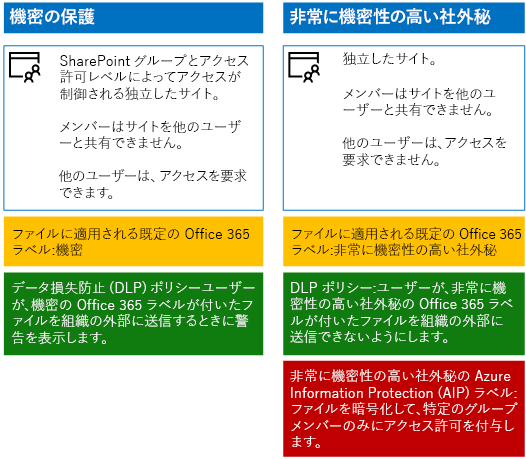 機密の保護
SharePoint グループとアクセス
許可レベルによってアクセスが
制御される独立したサイト。
メンバーはサイトを他のユーザ
ーと共有できません。
他のユーザーは、アクセスを要求
できます。
ファイルに適用される既定の Office 365
ラベル:機密
データ損失防止 (DLP) ポリシーユーザー
が、機密の Office 365 ラベルが付いたフ
ァイルを組織の外部に送信するときに警
告を表示します。
非常に機密性の高い社外秘
独立したサイト。
メンバーはサイトを他のユ
ーザーと共有できません。
他のユーザーは、アクセスを
要求できません。
ファイルに適用される既定の Office 365
ラベル:非常に機密性の高い社外秘
DLP ポリシー:ユーザーが、非常に機
密性の高い社外秘の Office 365 ラベ
ルが付いたファイルを組織の外部に
送信できないようにします。
非常に機密性の高い社外秘の Azure
Information Protection (AIP) ラベル:
ファイルを暗号化して、特定のグループ
メンバーのみにアクセス許可を付与しま
す。